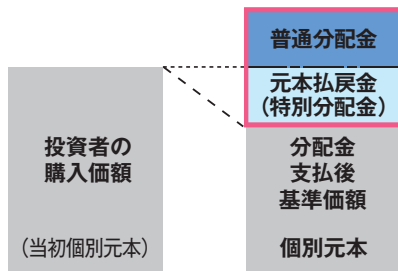 普通分配金
元本払戻金
（特別分配金）
投資者の
購入価額
（当初個別元本）
分配金
支払後
基準価額
個別元本